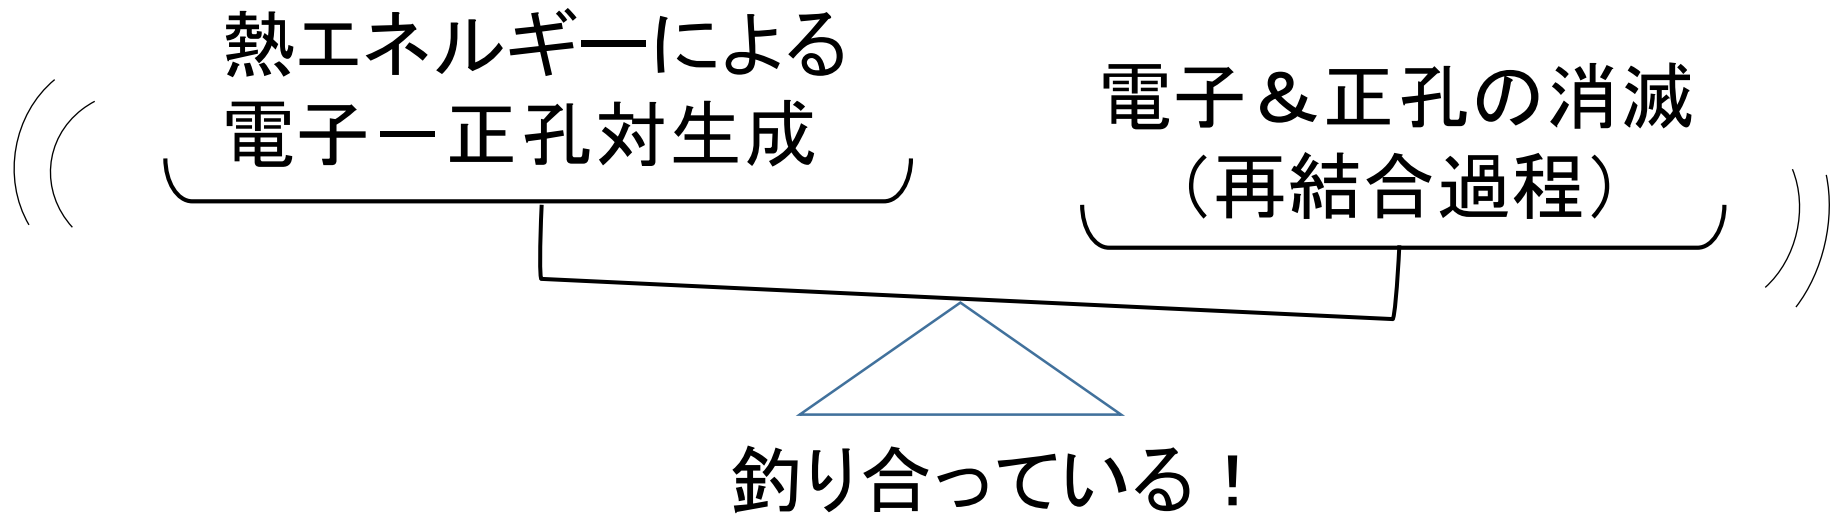 熱エネルギーによる
電子－正孔対生成
電子＆正孔の消滅
（再結合過程）
釣り合っている！